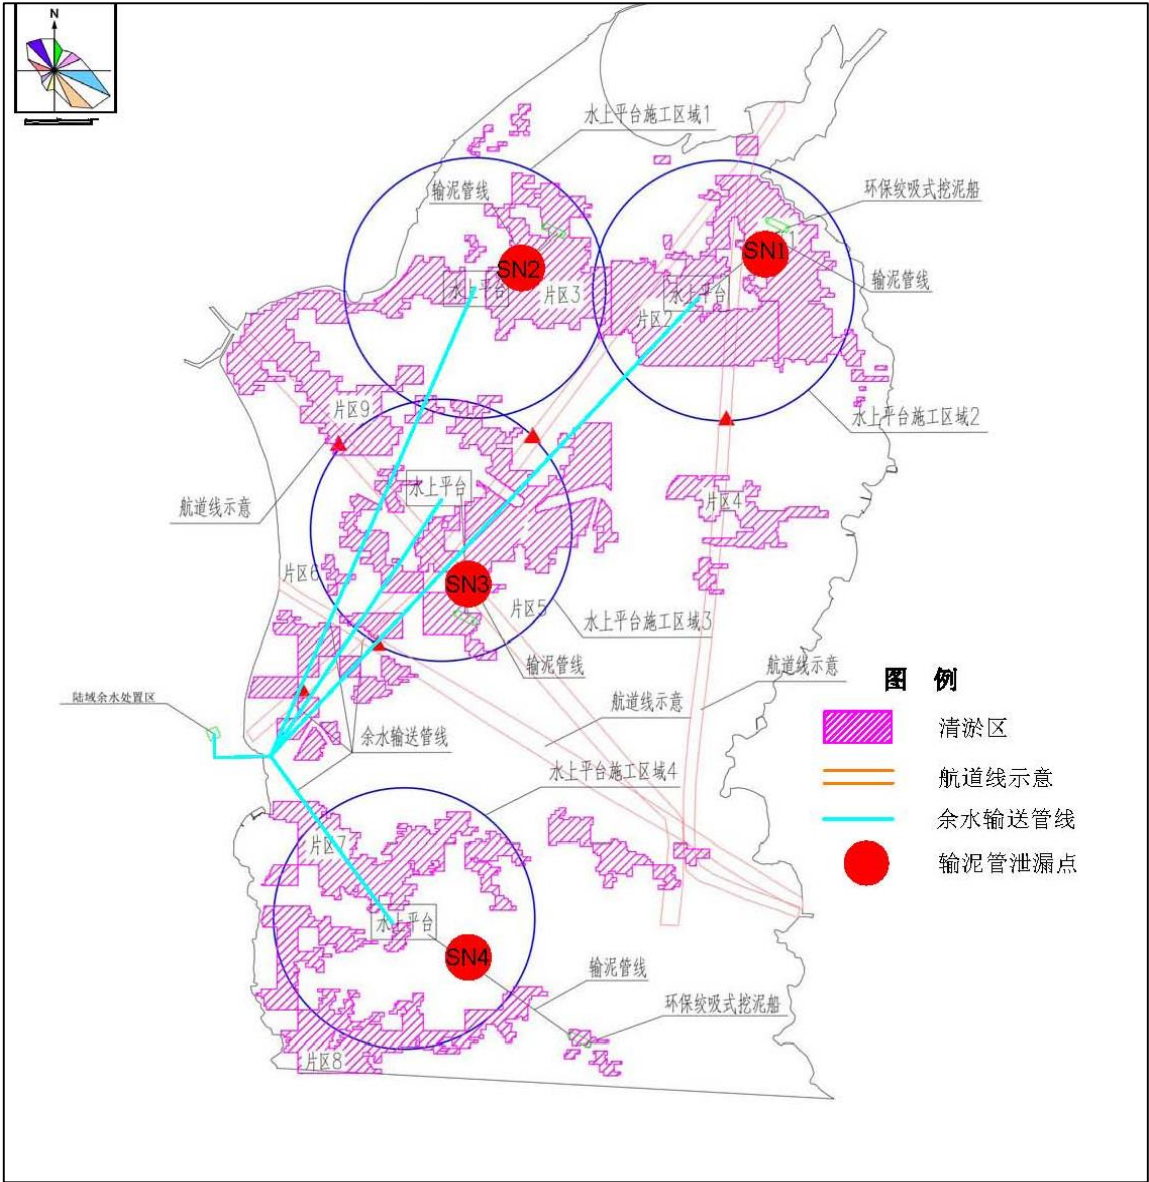 N
水上平台施工区域1
输泥管线
环保绞吸式挖泥船
SN1
SN2
输泥管线
水上平台
片区3
水上平台
片区2
片区9
水上平台施工区域2
水上平台
航道线示意
片区4
片区6
SN3
片区5
水上平台施工区域3
输泥管线
航道线示意
图 例
陆域余水处置区
航道线示意
清淤区
余水输送管线
水上平台施工区域4
航道线示意
余水输送管线
片区7
输泥管泄漏点
水上平台
SN4
输泥管线
环保绞吸式挖泥船
片区8